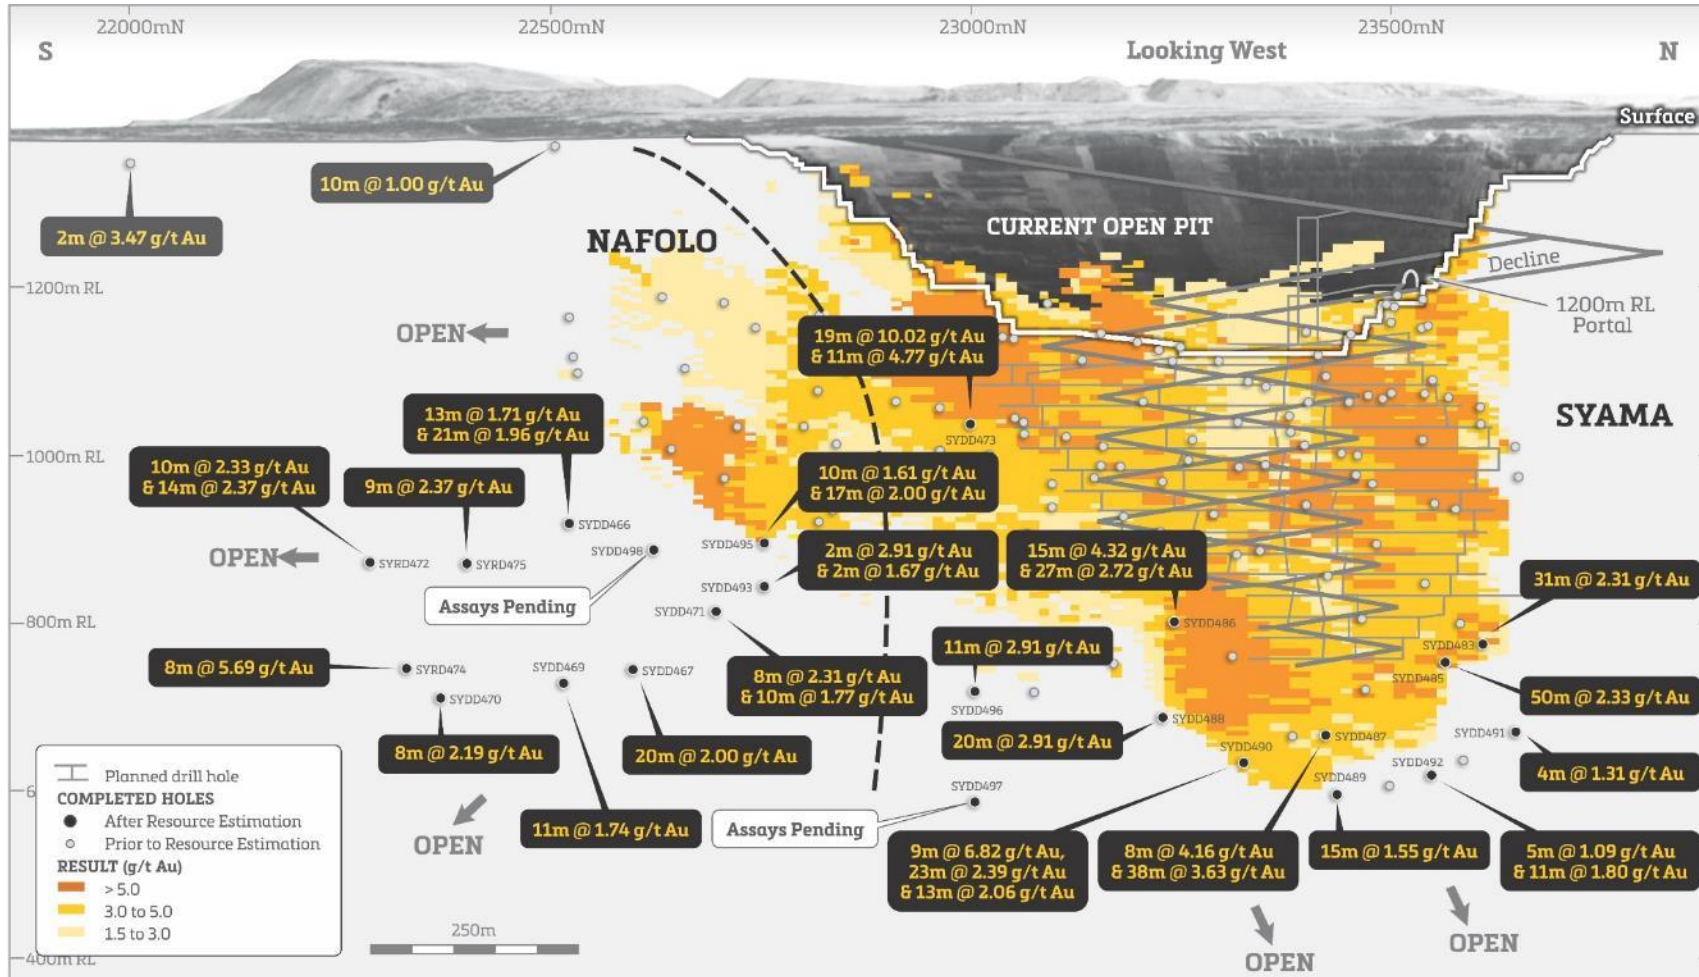 22000mN
22500mN
23000mN
23500mN
S
Looking West
N
Surface
10m @ 1.00 g/t Au
2m @ 3.47 g/t Au
NAFOLO
CURRENT OPEN PIT
Decline
1200m RL
1200m RL
Portal
OPEN
19m @ 10.02 g/t Au
& 11m @ 4.77 g/t Au
SYDD473
SYAMA
13m @ 1.71 g/t Au
& 21m @ 1.96 g/t Au
1000m RL
10m @ 2.33 g/t Au
& 14m @ 2.37 g/t Au
9m @ 2.37 g/t Au
10m @ 1.61 g/t Au
& 17m @ 2.00 g/t Au
SYDD466
SYDD498
SYDD495
OPEN
SYRD472
SYRD475
2m @ 2.91 g/t Au
& 2m @ 1.67 g/t Au
15m @ 4.32 g/t Au
& 27m @ 2.72 g/t Au
31m @ 2.31 g/t Au
SYDD493
Assays Pending
SYDD471
SYDD486
800m RL
SYDD483
8m @ 5.69 g/t Au
SYRD474
SYDD469
SYDD467
8m @ 2.31 g/t Au
& 10m @ 1.77 g/t Au
11m @ 2.91 g/t Au
SYDD485
SYDD470
SYDD496
50m @ 2.33 g/t Au
8m @ 2.19 g/t Au
20m @ 2.00 g/t Au
20m @ 2.91 g/t Au
SYDD488
SYDD490
SYDD487
SYDD491
SYDD492
SYDD489
4m @ 1.31 g/t Au
SYDD497
OPEN
11m @ 1.74 g/t Au
Assays Pending
9m @ 6.82 g/t Au,
23m @ 2.39 g/t Au
& 13m @ 2.06 g/t Au
8m @ 4.16 g/t Au
& 38m @ 3.63 g/t Au
15m @ 1.55 g/t Au
5m @ 1.09 g/t Au
& 11m @ 1.80 g/t Au
OPEN
OPEN
Planned drill hole
COMPLETED HOLES
After Resource Estimation
Prior to Resource Estimation
RESULT (g/t Au)
> 5.0
3.0 to 5.0
1.5 to 3.0
250m
400m RL